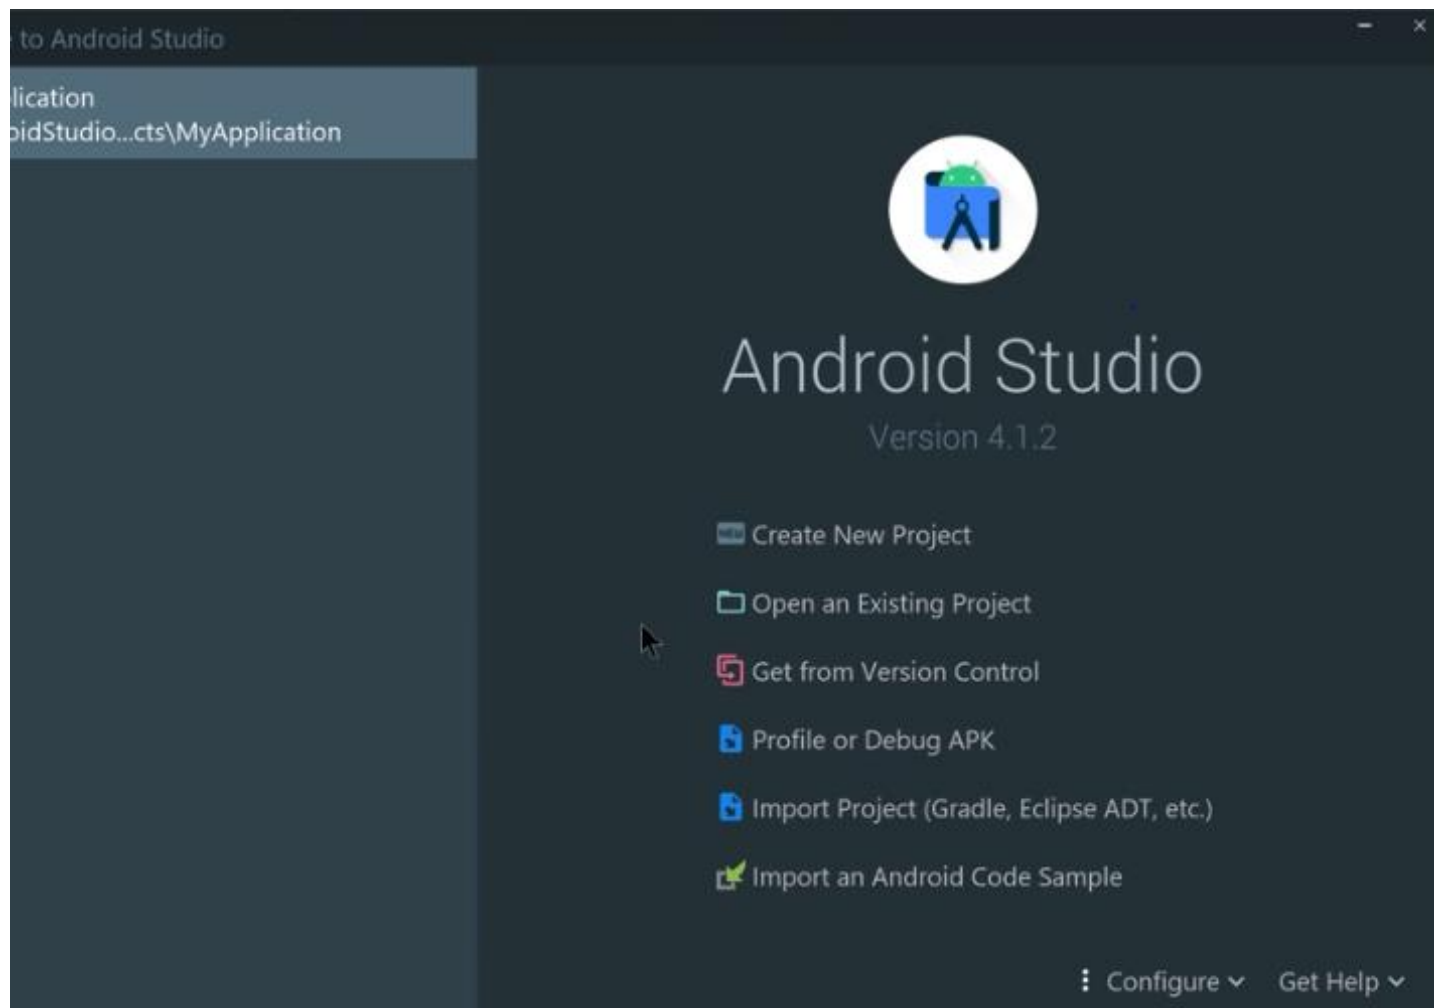 to Android Studio
lication
oidStudio...cts\MyApplication
Android Studio
Version 4.1.2
Create New Project
Open an Existing Project
Get from Version Control
Profile or Debug APK
Import Project (Gradle, Eclipse ADT, etc.)
Import an Android Code Sample
Configure
Get Help